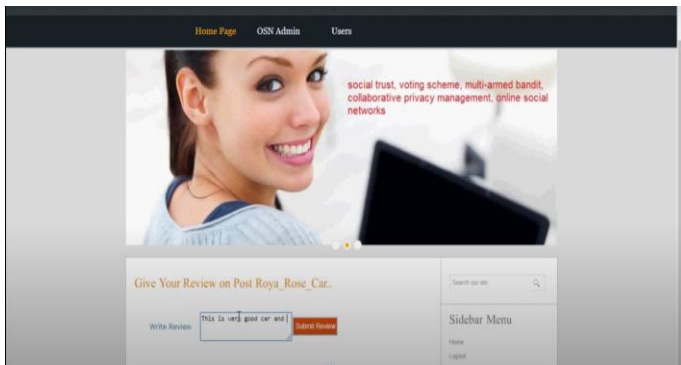 Home Page OSN Admin Users
social trust, voting scheme, multi-armed bandit,
collaborative privacy management, online social
networks
Give Your Review on Post Roya_Rose_Car..
Search our site
Write Review
This is very good car and
Submit Review
Sidebar Menu
Home
Logout